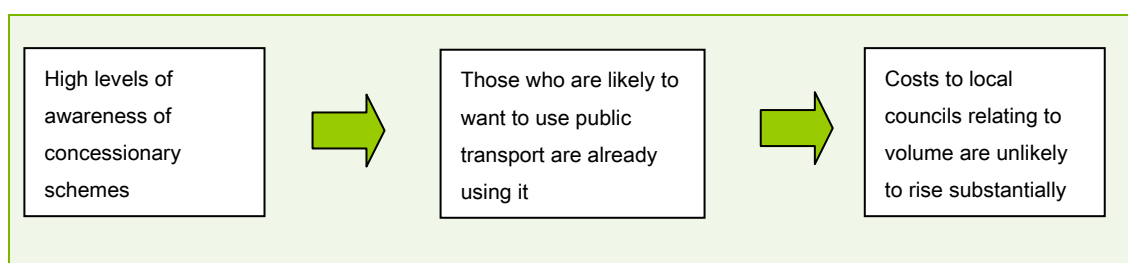 High levels of
awareness of
concessionary
schemes
Those who are likely to
want to use public
transport are already
using it
Costs to local
councils relating to
volume are unlikely
to rise substantially